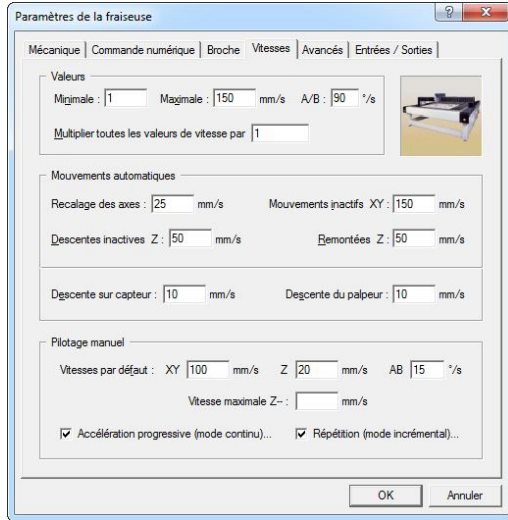 Paramètres de la fraiseuse
Mécanique Commande numérique Broche Vitesses Avancés Entrées / Sorties
Valeurs
Minimale : 1 Maximale : 150 mm/s A/B : 90 °/s
Multiplier toutes les valeurs de vitesse par 1
Mouvements automatiques
Recalage des axes : 25 mm/s Mouvements inactifs XY : 150 mm/s
Descentes inactives Z : 50 mm/s Remontées Z : 50 mm/s
Descente sur capteur : 10 mm/s Descente du palpeur : 10 mm/s
Pilotage manuel
Vitesses par défaut : XY 100 mm/s Z 20 mm/s AB 15 °/s
Vitesse maximale Z-- : mm/s
Accélération progressive (mode continu)... Répétition (mode incrémental)...
OK Annuler